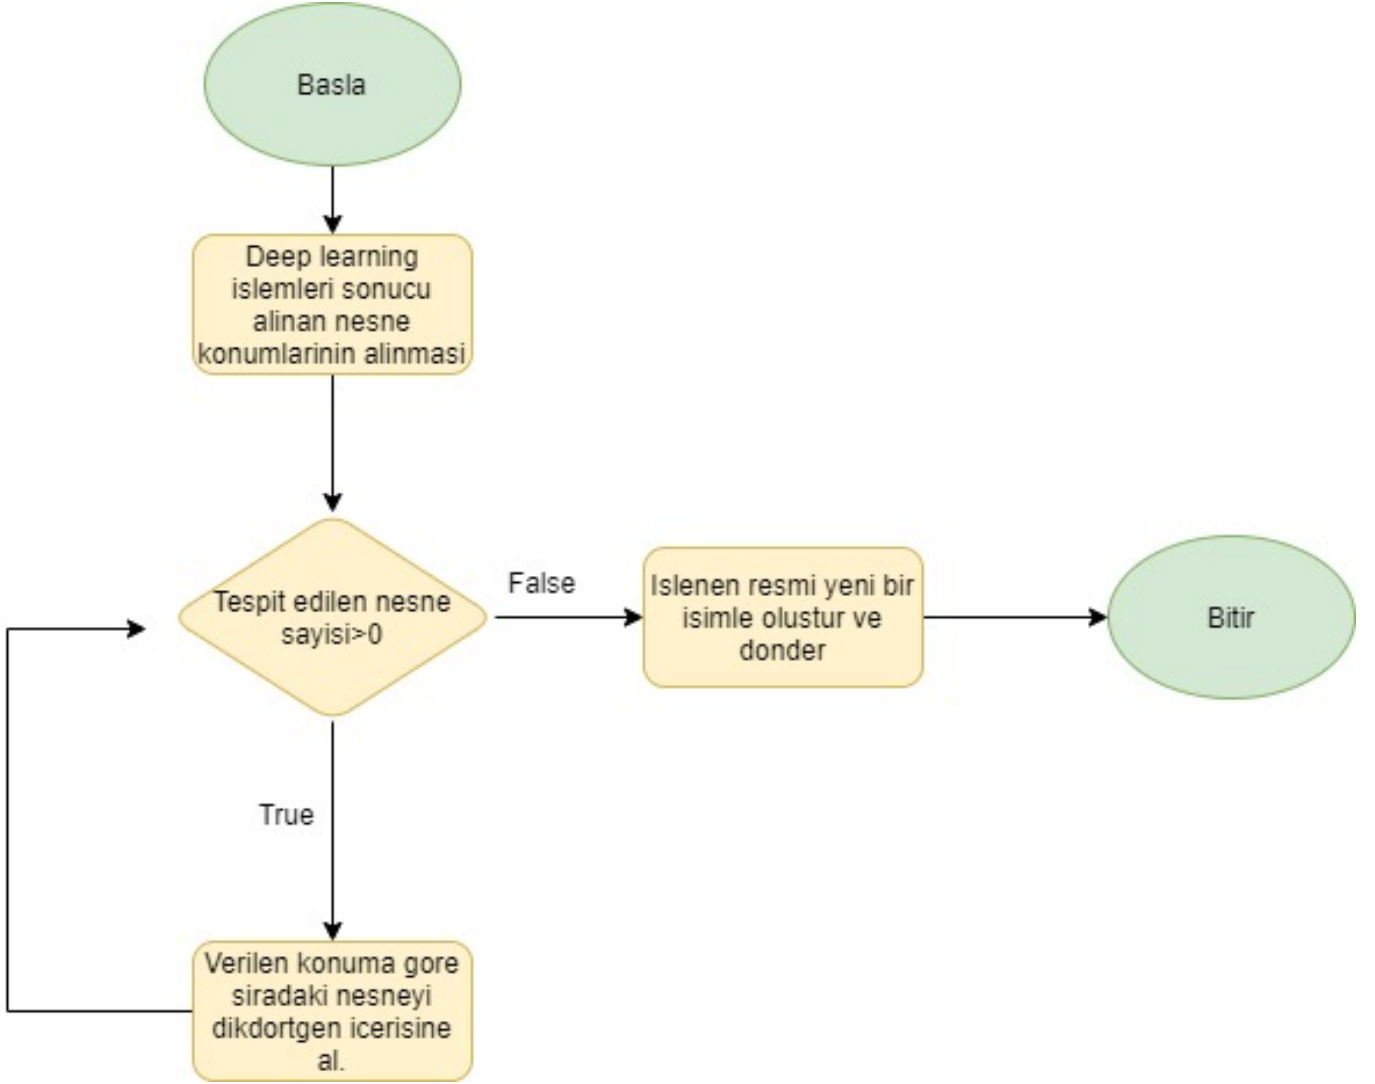 Basla
Deep learning
islemleri sonucu
alinan nesne
konumlarinin alinmasi
Tespit edilen nesne
sayisi>0
False
Islenen resmi yeni bir
isimle olustur ve
donder
Bitir
True
Verilen konuma gore
siradaki nesneyi
dikdortgen icerisine
al.